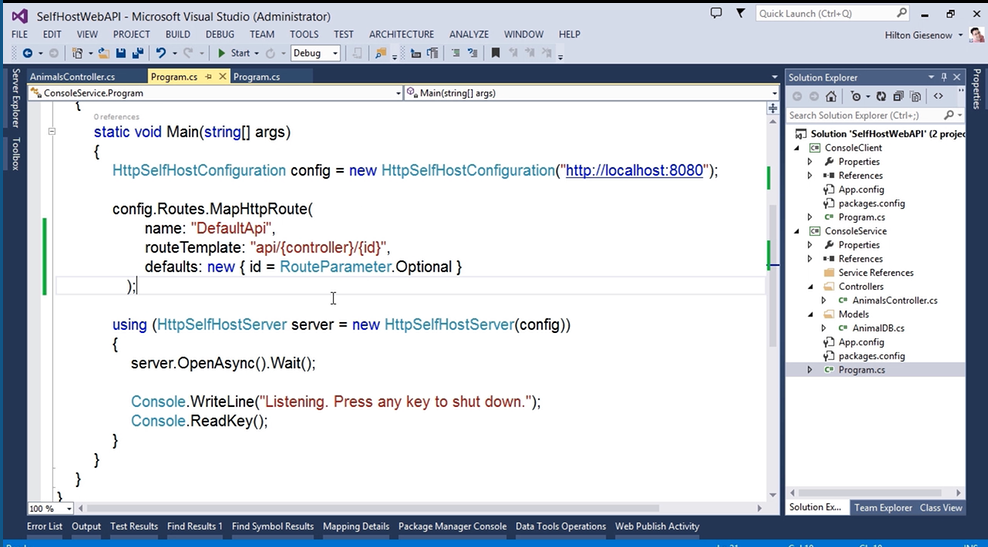 SelfHostWebAPI - Microsoft Visual Studio (Administrator)
Quick Launch (Ctrl+Q)
FILE EDIT VIEW PROJECT BUILD DEBUG TEAM TOOLS TEST ARCHITECTURE ANALYZE WINDOW HELP
Hilton Giesenow
Start Debug
AnimalsController.cs Program.cs Program.cs
ConsoleService.Program Main(string[] args)
Server Explorer
Toolbox
{
0 references
static void Main(string[] args)
{
HttpSelfHostConfiguration config = new HttpSelfHostConfiguration("http://localhost:8080");
config.Routes.MapHttpRoute(
name: "DefaultApi",
routeTemplate: "api/{controller}/{id}",
defaults: new { id = RouteParameter.Optional }
);
using (HttpSelfHostServer server = new HttpSelfHostServer(config))
{
server.OpenAsync().Wait();
Console.WriteLine("Listening. Press any key to shut down.");
Console.ReadKey();
}
}
}
}
100 %
Solution Explorer
Search Solution Explorer (Ctrl+;)
Solution 'SelfHostWebAPI' (2 projec
ConsoleClient
Properties
References
App.config
packages.config
Program.cs
ConsoleService
Properties
References
Service References
Controllers
AnimalsController.cs
Models
AnimalDB.cs
App.config
packages.config
Program.cs
Solution Ex... Team Explorer Class View
Properties
Error List Output Test Results Find Results 1 Find Symbol Results Mapping Details Package Manager Console Data Tools Operations Web Publish Activity